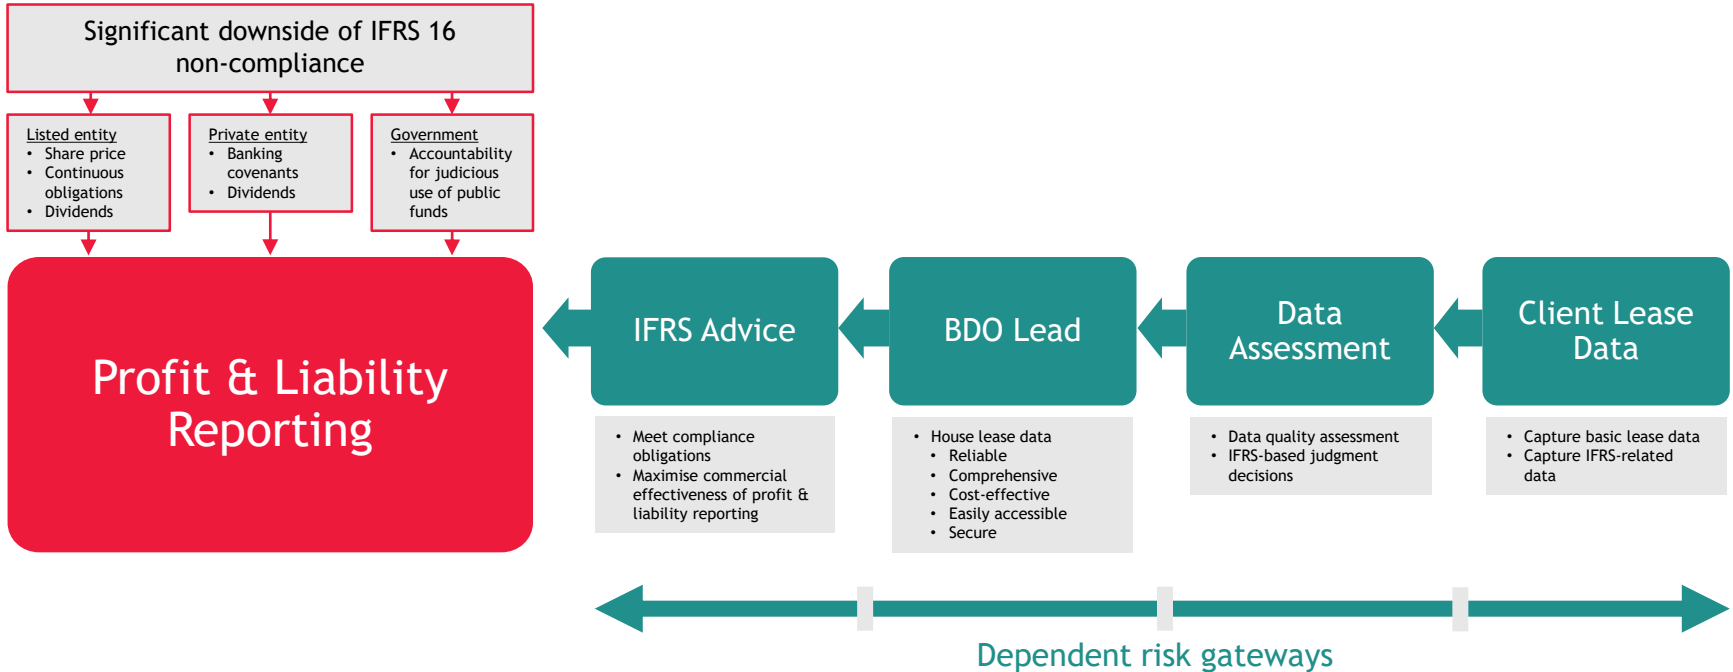 Significant downside of IFRS 16
non-compliance
Listed entity
• Share price
• Continuous
obligations
• Dividends
Private entity
• Banking
covenants
• Dividends
Government
• Accountability
for judicious
use of public
funds
Profit & Liability
Reporting
IFRS Advice
BDO Lead
Data
Assessment
Client Lease
Data
• Meet compliance
obligations
• Maximise commercial
effectiveness of profit &
liability reporting
• House lease data
• Reliable
• Comprehensive
• Cost-effective
• Easily accessible
• Secure
• Data quality assessment
• IFRS-based judgment
decisions
• Capture basic lease data
• Capture IFRS-related
data
Dependent risk gateways